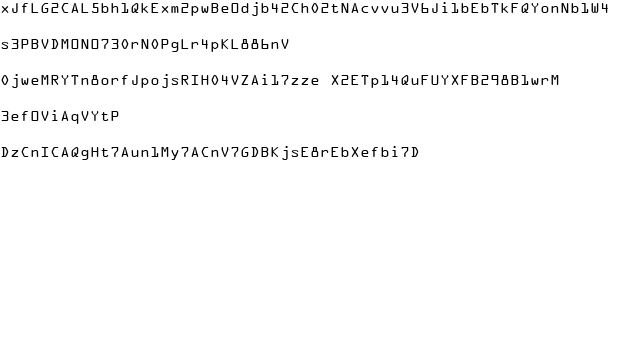 xJfLG2CAL5bh1QkExm2pwBeOdjb42Ch02tNAcvvu3V6Ji1bEbTkFQYonNb1W4
s3PBVDMONO730rN0PgLr4pKL886nV
0jweMRYTn8orfJpojsRIH04VZAi17zze X2ETp14QuFUYXFB298B1wrM
3efOViAqVYtP
DzCnICAQgHt7Aun1My7ACnV7GDBKjsE8rEbXefbi7D